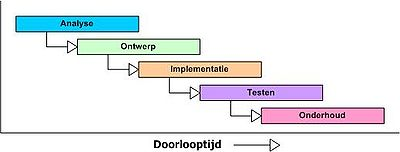 Analyse
Ontwerp
Implementatie
Testen
Onderhoud
Doorlooptijd